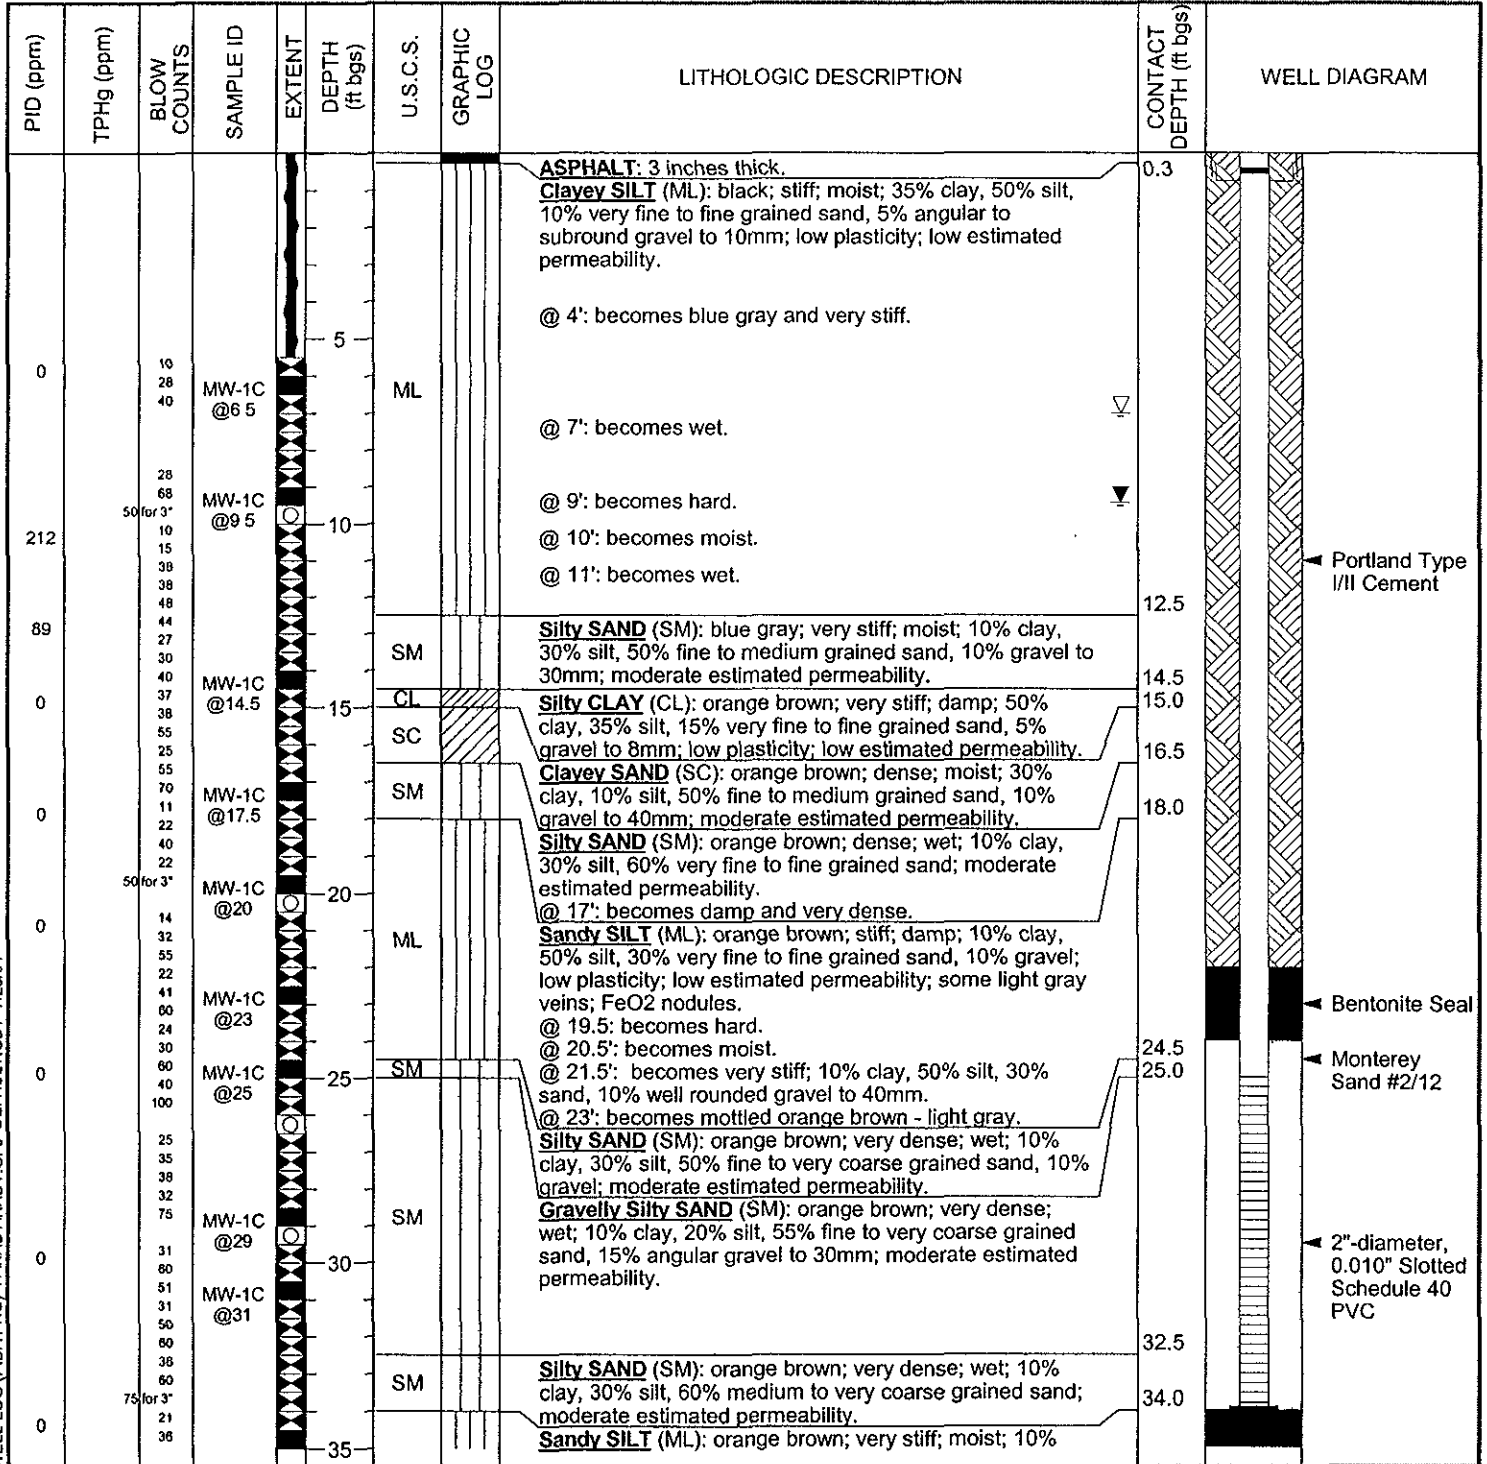 PID (ppm)
TPHg (ppm)
BLOW
COUNTS
SAMPLE ID
EXTENT
DEPTH
(ft bgs)
U.S.C.S.
GRAPHIC
LOG
LITHOLOGIC DESCRIPTION
CONTACT
DEPTH (ft bgs)
WELL DIAGRAM
ASPHALT: 3 inches thick.
0.3
Clayey SILT (ML): black; stiff; moist; 35% clay, 50% silt,
10% very fine to fine grained sand, 5% angular to
subround gravel to 10mm; low plasticity; low estimated
permeability.
@ 4': becomes blue gray and very stiff.
5
0
10
28
40
MW-1C
@6 5
ML
@ 7': becomes wet.
28
68
50 for 3"
MW-1C
@9 5
@ 9': becomes hard.
10
212
10
15
38
38
48
@ 10': becomes moist.
@ 11': becomes wet.
Portland Type
I/II Cement
12.5
89
44
27
30
40
SM
Silty SAND (SM): blue gray; very stiff; moist; 10% clay,
30% silt, 50% fine to medium grained sand, 10% gravel to
30mm; moderate estimated permeability.
14.5
MW-1C
@14.5
0
37
38
55
25
15
CL
Silty CLAY (CL): orange brown; very stiff; damp; 50%
clay, 35% silt, 15% very fine to fine grained sand, 5%
gravel to 8mm; low plasticity; low estimated permeability.
15.0
SC
16.5
55
70
11
22
40
22
50 for 3"
MW-1C
@17.5
0
SM
Clayey SAND (SC): orange brown; dense; moist; 30%
clay, 10% silt, 50% fine to medium grained sand, 10%
gravel to 40mm; moderate estimated permeability.
18.0
Silty SAND (SM): orange brown; dense; wet; 10% clay,
30% silt, 60% very fine to fine grained sand; moderate
estimated permeability.
@ 17': becomes damp and very dense.
MW-1C
@20
20
0
14
32
55
22
41
60
24
30
60
40
100
ML
Sandy SILT (ML): orange brown; stiff; damp; 10% clay,
50% silt, 30% very fine to fine grained sand, 10% gravel;
low plasticity; low estimated permeability; some light gray
veins; FeO2 nodules.
@ 19.5: becomes hard.
@ 20.5': becomes moist.
@ 21.5': becomes very stiff; 10% clay, 50% silt, 30%
sand, 10% well rounded gravel to 40mm.
@ 23': becomes mottled orange brown - light gray.
MW-1C
@23
Bentonite Seal
24.5
0
MW-1C
@25
25
SM
25.0
Monterey
Sand #2/12
Silty SAND (SM): orange brown; very dense; wet; 10%
clay, 30% silt, 50% fine to very coarse grained sand, 10%
gravel; moderate estimated permeability.
25
35
38
32
75
MW-1C
@29
SM
Gravelly Silty SAND (SM): orange brown; very dense;
wet; 10% clay, 20% silt, 55% fine to very coarse grained
sand, 15% angular gravel to 30mm; moderate estimated
permeability.
0
31
80
51
31
50
60
38
60
75 for 3"
30
MW-1C
@31
2"-diameter,
0.010" Slotted
Schedule 40
PVC
32.5
SM
Silty SAND (SM): orange brown; very dense; wet; 10%
clay, 30% silt, 60% medium to very coarse grained sand;
moderate estimated permeability.
34.0
0
21
36
35
Sandy SILT (ML): orange brown; very stiff; moist; 10%